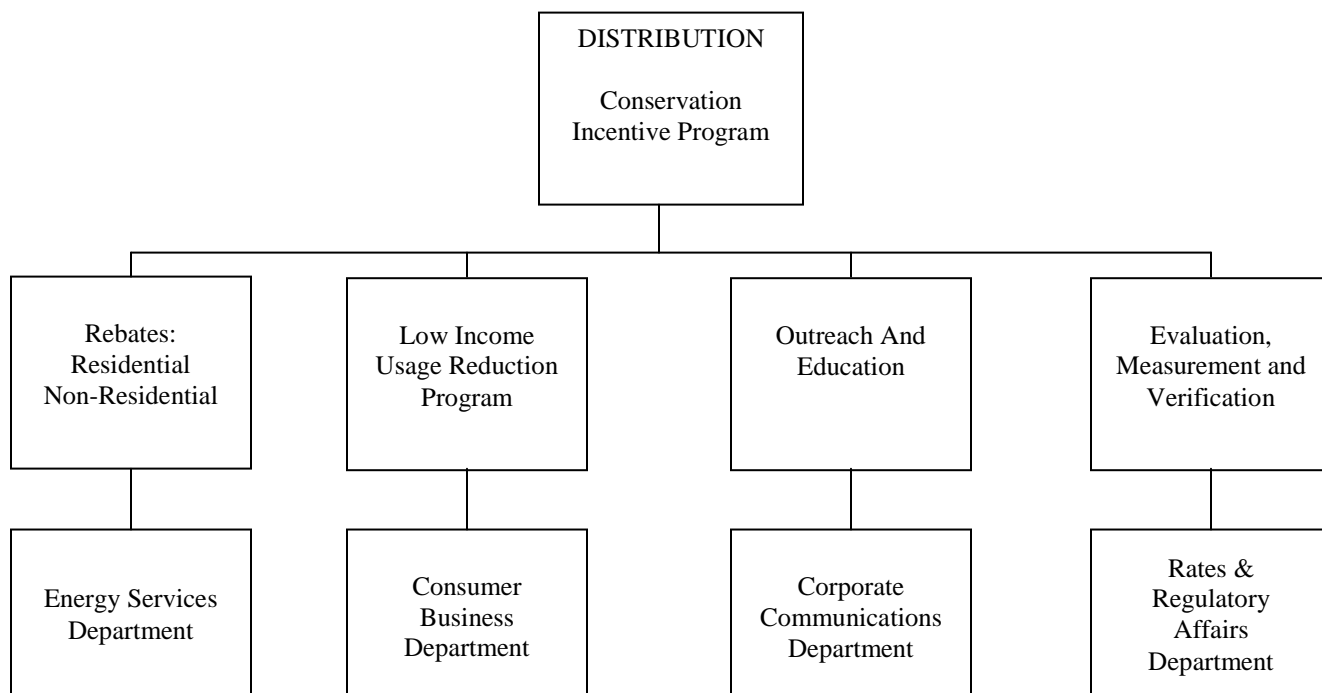 DISTRIBUTION
Conservation
Incentive Program
Rebates:
Residential
Non-Residential
Low Income
Usage Reduction
Program
Outreach And
Education
Evaluation,
Measurement and
Verification
Energy Services
Department
Consumer
Business
Department
Corporate
Communications
Department
Rates &
Regulatory
Affairs
Department